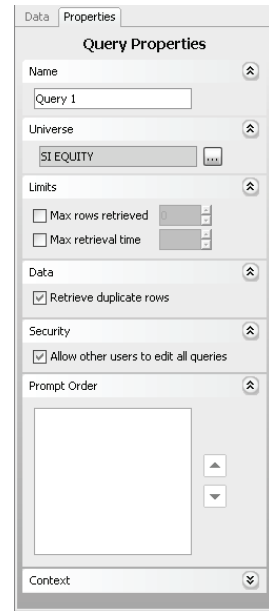 Data Properties
Query Properties
Name
Query 1
Universe
SI EQUITY ...
Limits
Max rows retrieved 0
Max retrieval time
Data
Retrieve duplicate rows
Security
Allow other users to edit all queries
Prompt Order
Context